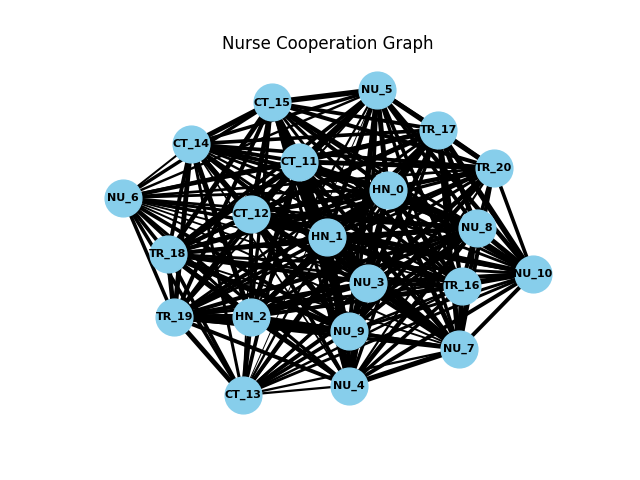 Nurse Cooperation Graph
NU_5
CT_15
TR_17
CT_14
CT_11
TR_20
HN_0
NU_6
CT_12
NU_8
HN_1
TR_18
NU_10
NU_3
TR_16
TR_19
HN_2
NU_9
NU_7
NU_4
CT_13